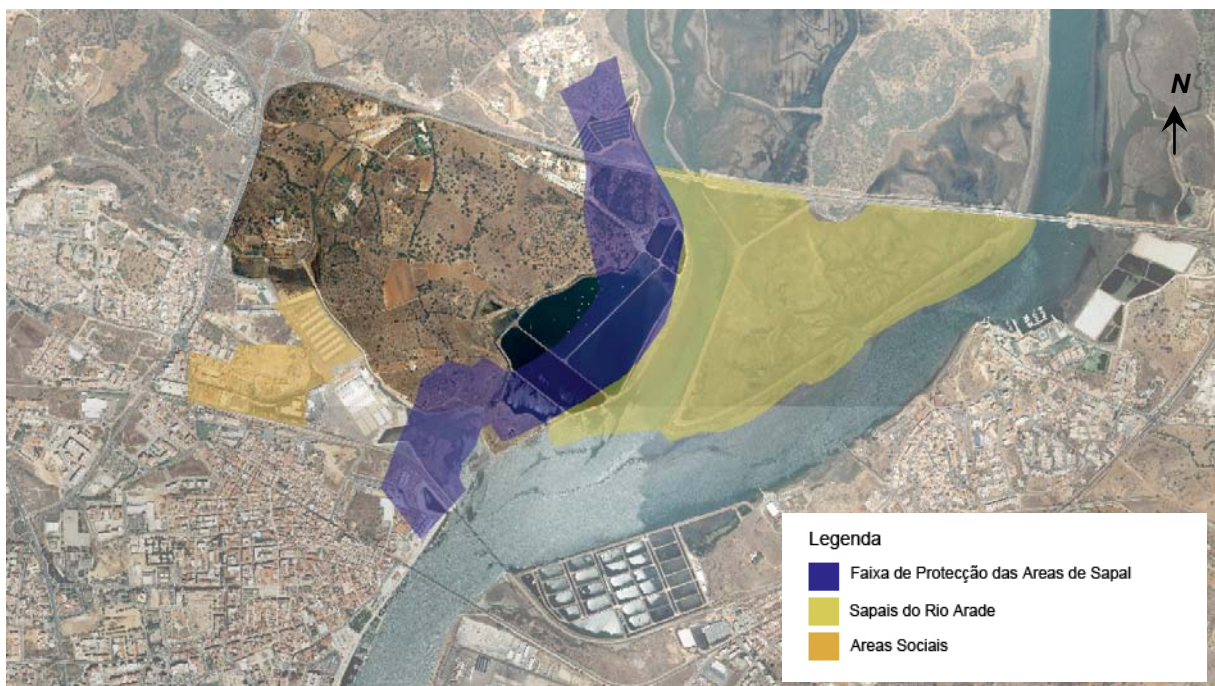 N
Legenda
Faixa de Protecção das Areas de Sapal
Sapais do Rio Arade
Areas Sociais